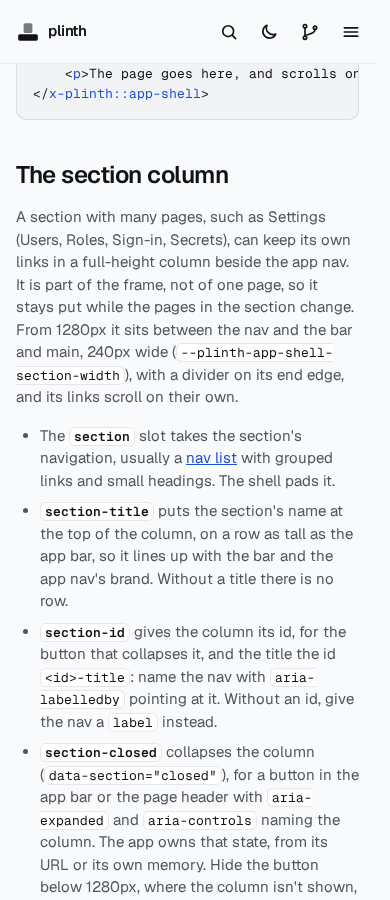 plinth
<p>The page goes here, and scrolls on
</x-plinth::app-shell>
The section column
A section with many pages, such as Settings
(Users, Roles, Sign-in, Secrets), can keep its own
links in a full-height column beside the app nav.
It is part of the frame, not of one page, so it
stays put while the pages in the section change.
From 1280px it sits between the nav and the bar
and main, 240px wide (--plinth-app-shell-
section-width), with a divider on its end edge,
and its links scroll on their own.
• The section slot takes the section's
navigation, usually a nav list with grouped
links and small headings. The shell pads it.
• section-title puts the section's name at
the top of the column, on a row as tall as the
app bar, so it lines up with the bar and the
app nav's brand. Without a title there is no
row.
• section-id gives the column its id, for the
button that collapses it, and the title the id
<id>-title: name the nav with aria-
labelledby pointing at it. Without an id, give
the nav a label instead.
• section-closed collapses the column
(data-section="closed"), for a button in the
app bar or the page header with aria-
expanded and aria-controls naming the
column. The app owns that state, from its
URL or its own memory. Hide the button
below 1280px, where the column isn't shown,